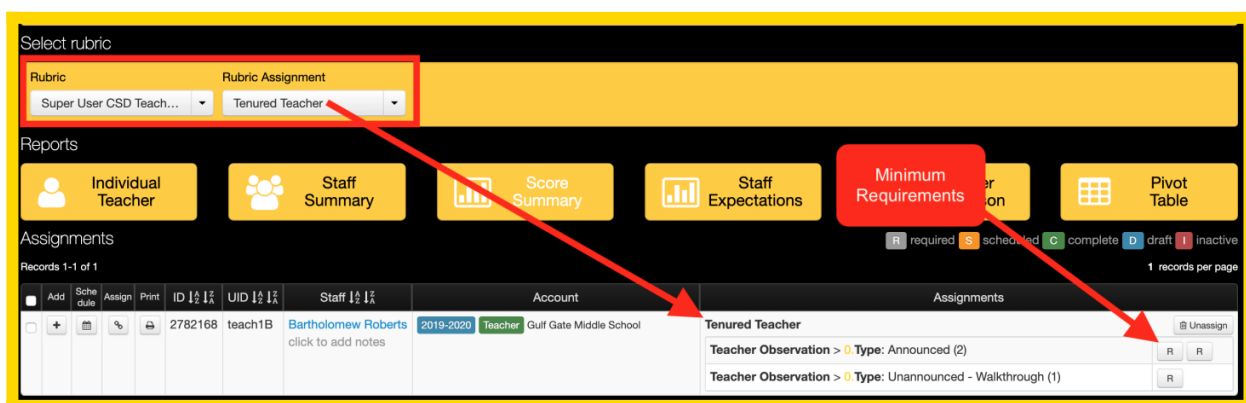 Select rubric
Rubric Rubric Assignment
Super User CSD Teach... Tenured Teacher
Reports
Individual Teacher
Staff Summary
Score Summary
Staff Expectations
Minimum Requirements
Pivot Table
Assignments
R required S scheduled C complete D draft I inactive
Records 1-1 of 1
1 records per page
Add Schedule Assign Print ID UID Staff Account Assignments
2782168 teach1B Bartholomew Roberts 2019-2020 Teacher Gulf Gate Middle School Tenured Teacher Unassign
click to add notes
Teacher Observation > 0.Type: Announced (2) R R
Teacher Observation > 0.Type: Unannounced - Walkthrough (1) R